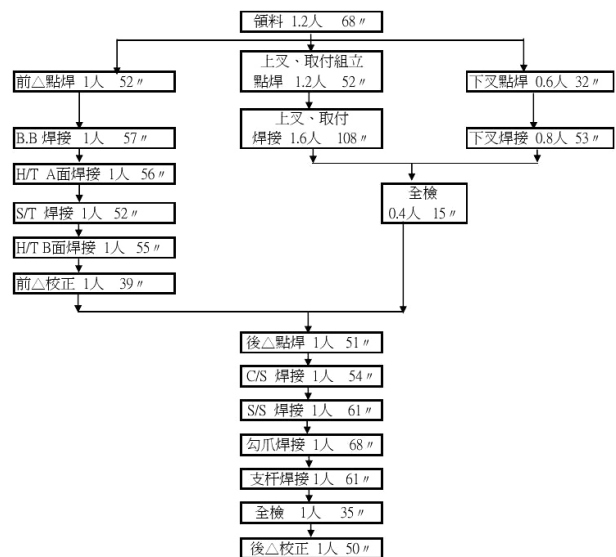 領料 1.2人 68〃
前△點焊 1人 52〃
上叉、取付組立
點焊 1.2人 52〃
下叉點焊 0.6人 32〃
B.B 焊接 1人 57〃
上叉、取付
焊接 1.6人 108〃
下叉焊接 0.8人 53〃
H/T A面焊接 1人 56〃
S/T 焊接 1人 52〃
全檢
0.4人 15〃
H/T B面焊接 1人 55〃
前△校正 1人 39〃
後△點焊 1人 51〃
C/S 焊接 1人 54〃
S/S 焊接 1人 61〃
勾爪焊接 1人 68〃
支杆焊接 1人 61〃
全檢 1人 35〃
後△校正 1人 50〃